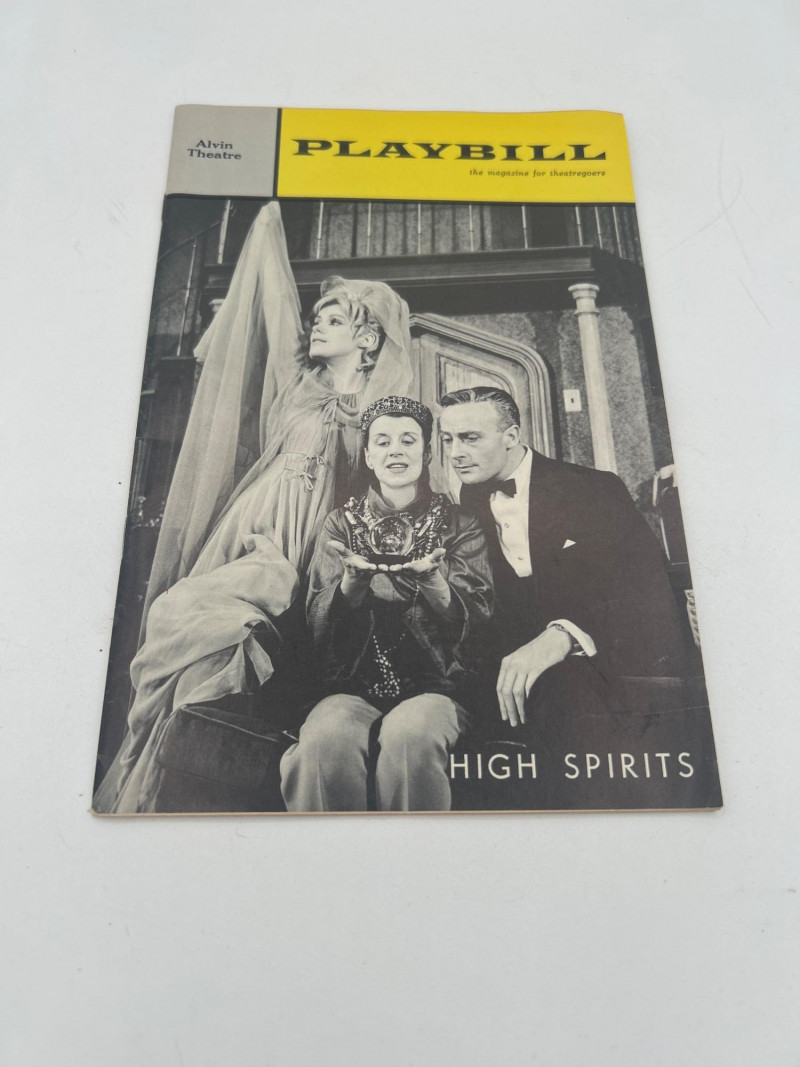 Alvin
Theatre
PLAYBILL
the magazine for theatregoers
HIGH SPIRITS